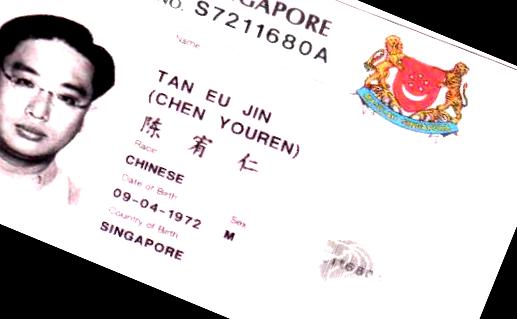 SINGAPORE
NO. S7211680A
Name
TAN EU JIN
(CHEN YOUREN)
陈 宥 仁
Race
CHINESE
Date of Birth
Sex
09-04-1972
M
Country of Birth
SINGAPORE